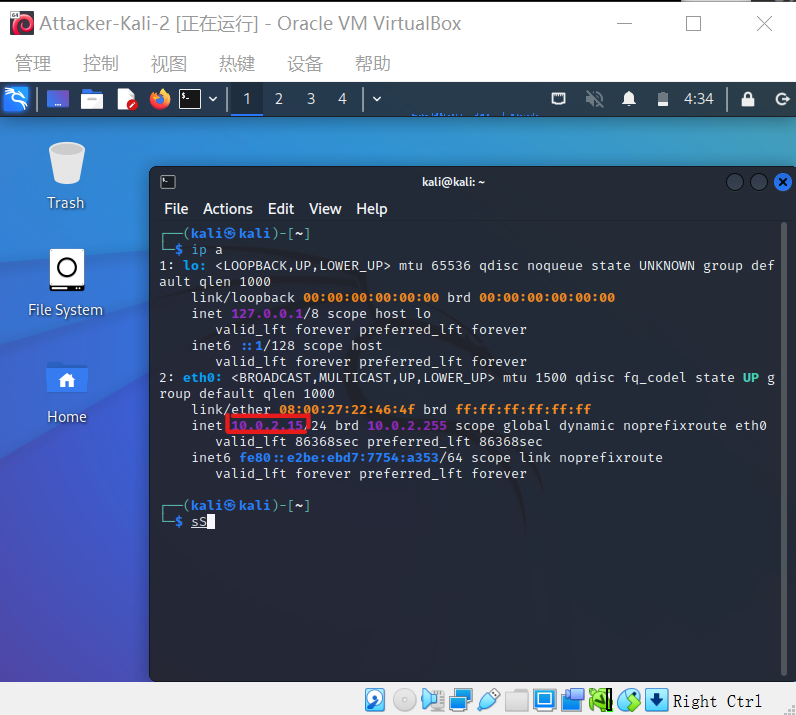 Attacker-Kali-2 [正在运行] - Oracle VM VirtualBox
管理 控制 视图 热键 设备 帮助
1 2 3 4 4:34
Trash
File System
Home
kali@kali: ~
File Actions Edit View Help
┌──(kali㉿kali)-[~]
└─$ ip a
1: lo: <LOOPBACK,UP,LOWER_UP> mtu 65536 qdisc noqueue state UNKNOWN group def
ault qlen 1000
link/loopback 00:00:00:00:00:00 brd 00:00:00:00:00:00
inet 127.0.0.1/8 scope host lo
valid_lft forever preferred_lft forever
inet6 ::1/128 scope host
valid_lft forever preferred_lft forever
2: eth0: <BROADCAST,MULTICAST,UP,LOWER_UP> mtu 1500 qdisc fq_codel state UP g
roup default qlen 1000
link/ether 08:00:27:22:46:4f brd ff:ff:ff:ff:ff:ff
inet 10.0.2.15/24 brd 10.0.2.255 scope global dynamic noprefixroute eth0
valid_lft 86368sec preferred_lft 86368sec
inet6 fe80::e2be:ebd7:7754:a353/64 scope link noprefixroute
valid_lft forever preferred_lft forever
┌──(kali㉿kali)-[~]
└─$ sS
Right Ctrl